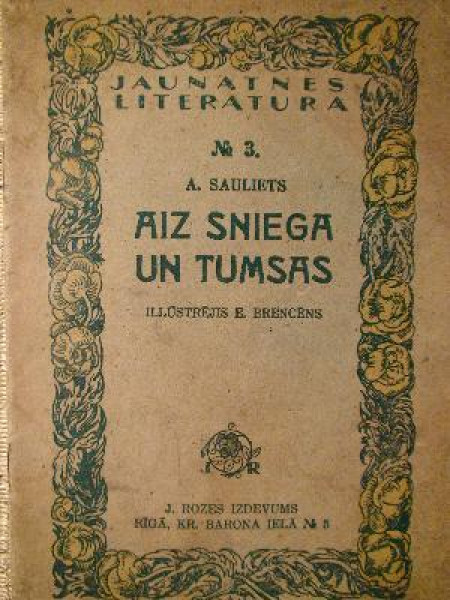 JAUNATNES
LITERATURA
№ 3.
A. SAULIETS
AIZ SNIEGA
UN TUMSAS
ILLŪSTRĒJIS E. BRENCĒNS
J. R
J. ROZES IZDEVUMS
RĪGĀ, KR. BARONA IELĀ № 5